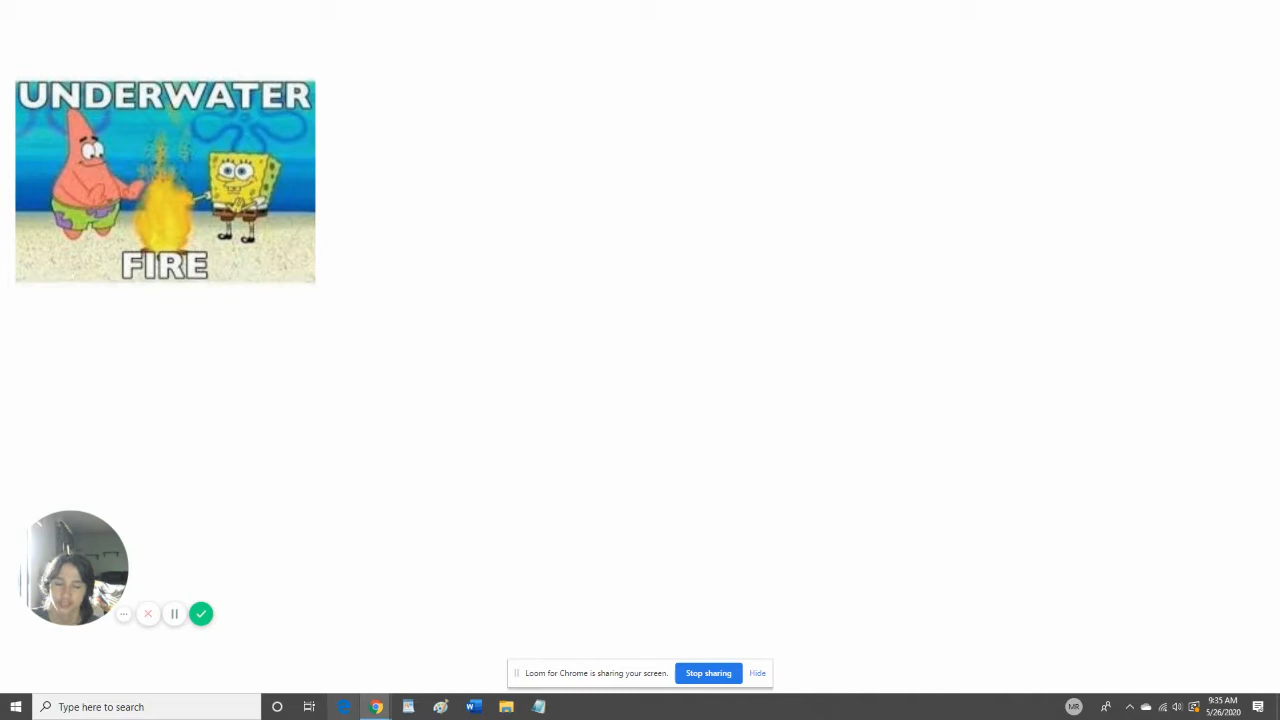 UNDERWATER
FIRE
Loom for Chrome is sharing your screen.
Stop sharing
Hide
Type here to search
MR
9:35 AM
5/26/2020